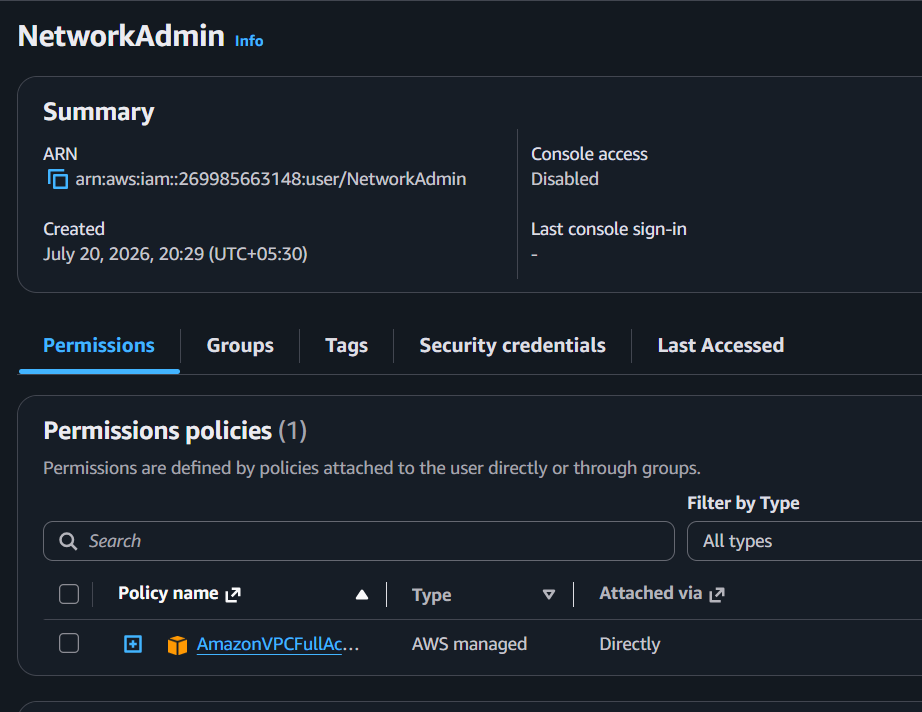 NetworkAdmin Info
Summary
ARN
arn:aws:iam::269985663148:user/NetworkAdmin
Console access
Disabled
Created
July 20, 2026, 20:29 (UTC+05:30)
Last console sign-in
-
Permissions Groups Tags Security credentials Last Accessed
Permissions policies (1)
Permissions are defined by policies attached to the user directly or through groups.
Filter by Type
Search All types
Policy name Type Attached via
AmazonVPCFullAc... AWS managed Directly